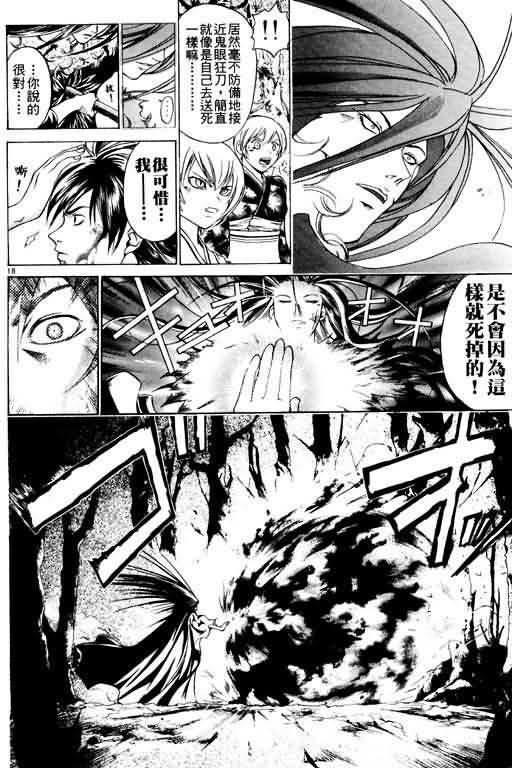 ！！
居然毫不防備地接
近鬼眼狂刀，簡直
就像是自己去送死
一樣嘛……
…你說的
很對…
很可惜…
我——
嘶！
18
是不會因為這
樣就死掉的！